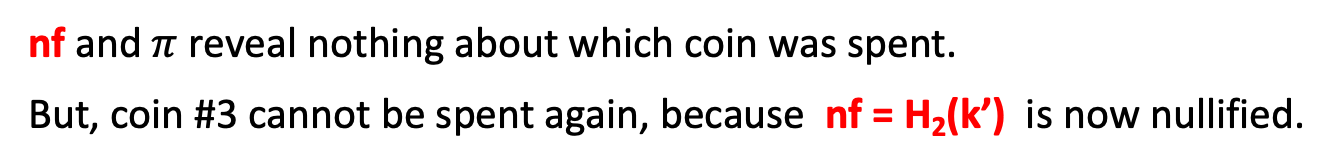 nf and π reveal nothing about which coin was spent.
But, coin #3 cannot be spent again, because nf = H₂(k’) is now nullified.